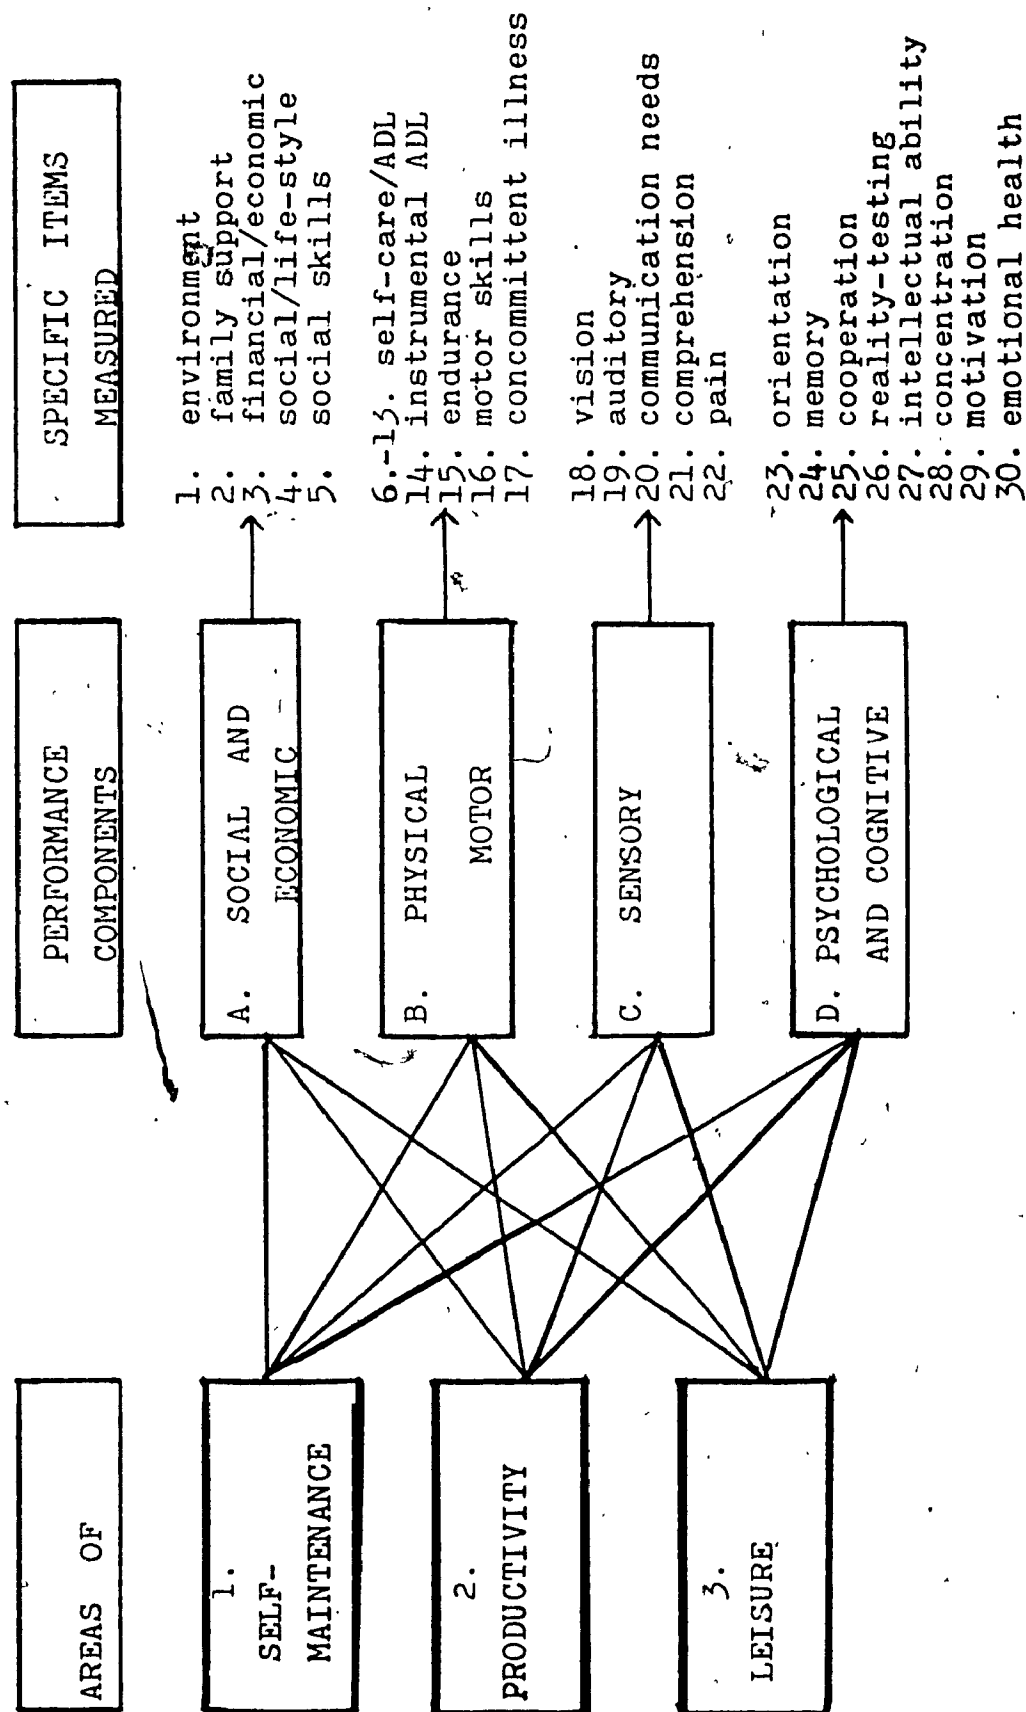 AREAS OF
PERFORMANCE
COMPONENTS
SPECIFIC ITEMS
MEASURED
1.
SELF-
MAINTENANCE
2.
PRODUCTIVITY
3.
LEISURE
A. SOCIAL AND
ECONOMIC
B. PHYSICAL
MOTOR
C. SENSORY
D. PSYCHOLOGICAL
AND COGNITIVE
1. environment
2. family support
3. financial/economic
4. social/life-style
5. social skills
6.-13. self-care/ADL
14. instrumental ADL
15. endurance
16. motor skills
17. concommittent illness
18. vision
19. auditory
20. communication needs
21. comprehension
22. pain
23. orientation
24. memory
25. cooperation
26. reality-testing
27. intellectual ability
28. concentration
29. motivation
30. emotional health